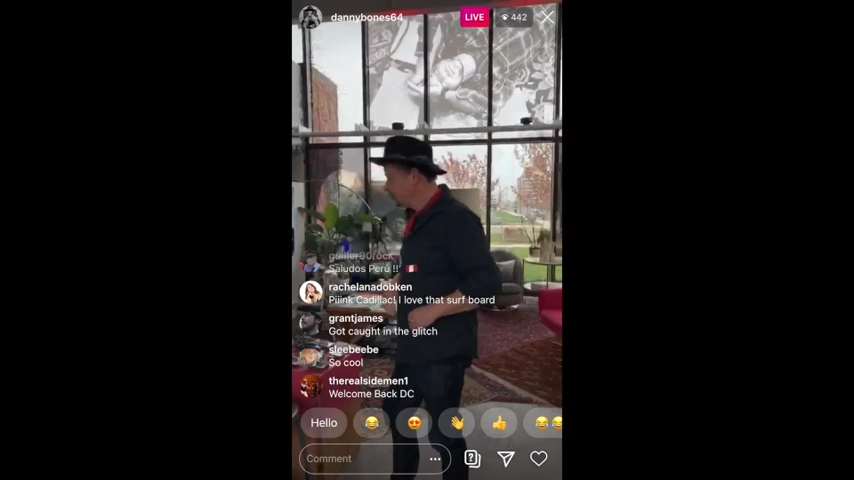 dannybones64
LIVE
442
guiller90rock
Saludos Perú !!
rachelanadobken
Piiink Cadillac! I love that surf board
grantjames
Got caught in the glitch
sleebeebe
So cool
therealsidemen1
Welcome Back DC
Hello
Comment